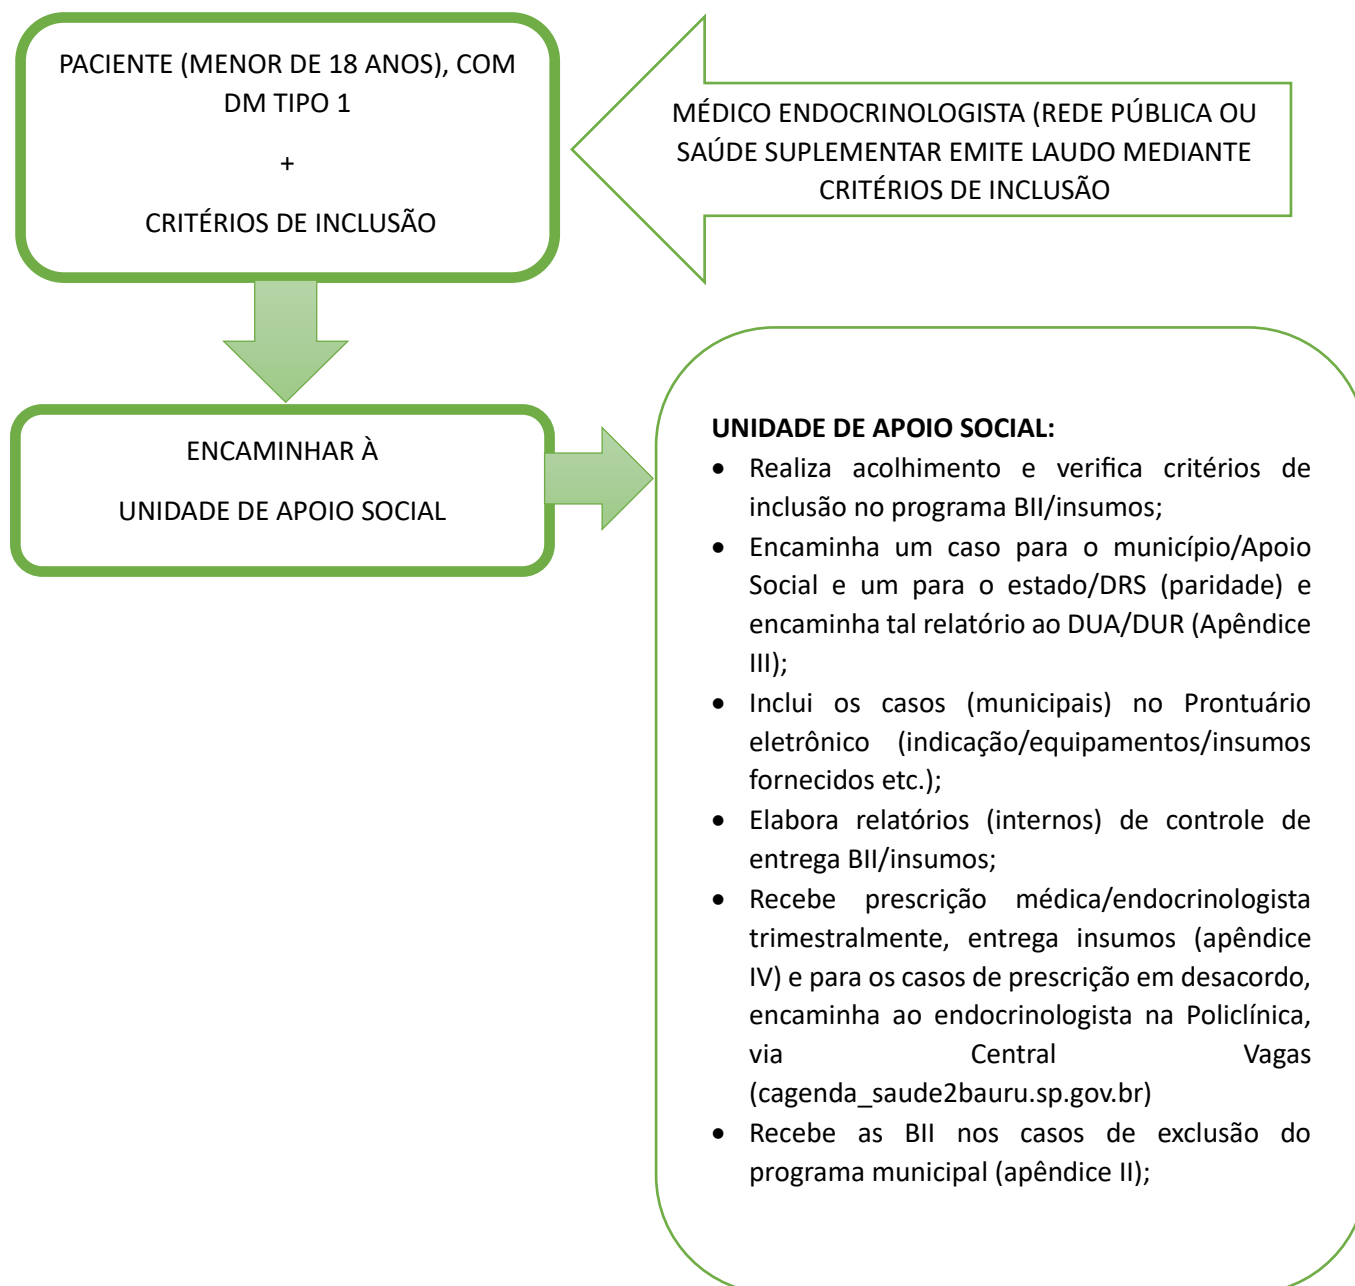 PACIENTE (MENOR DE 18 ANOS), COM
DM TIPO 1
+
CRITÉRIOS DE INCLUSÃO
MÉDICO ENDOCRINOLOGISTA (REDE PÚBLICA OU
SAÚDE SUPLEMENTAR EMITE LAUDO MEDIANTE
CRITÉRIOS DE INCLUSÃO
ENCAMINHAR À
UNIDADE DE APOIO SOCIAL
UNIDADE DE APOIO SOCIAL:
• Realiza acolhimento e verifica critérios de
inclusão no programa BII/insumos;
• Encaminha um caso para o município/Apoio
Social e um para o estado/DRS (paridade) e
encaminha tal relatório ao DUA/DUR (Apêndice
III);
• Inclui os casos (municipais) no Prontuário
eletrônico (indicação/equipamentos/insumos
fornecidos etc.);
• Elabora relatórios (internos) de controle de
entrega BII/insumos;
• Recebe prescrição médica/endocrinologista
trimestralmente, entrega insumos (apêndice
IV) e para os casos de prescrição em desacordo,
encaminha ao endocrinologista na Policlínica,
via Central Vagas
(cagenda_saude2bauru.sp.gov.br)
• Recebe as BII nos casos de exclusão do
programa municipal (apêndice II);